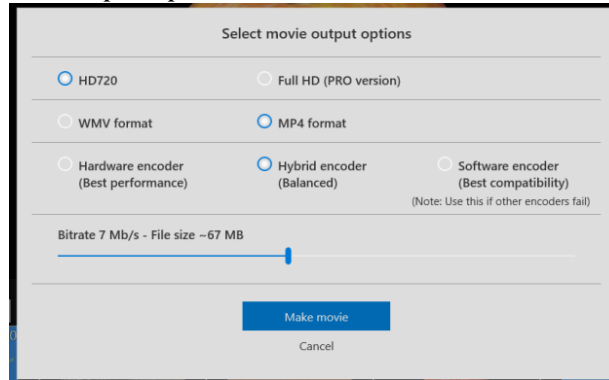 Select movie output options
HD720
Full HD (PRO version)
WMV format
MP4 format
Hardware encoder
(Best performance)
Hybrid encoder
(Balanced)
Software encoder
(Best compatibility)
(Note: Use this if other encoders fail)
Bitrate 7 Mb/s - File size ~67 MB
Make movie
Cancel